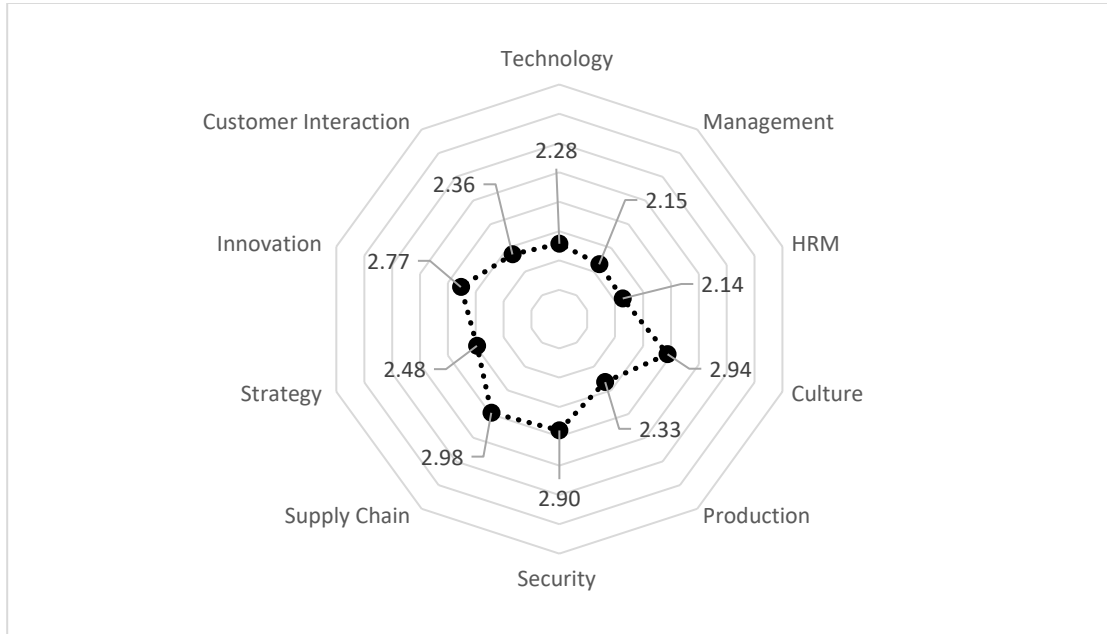 Technology
Customer Interaction
Management
2.28
2.36
2.15
Innovation
HRM
2.77
2.14
2.48
2.94
Strategy
Culture
2.33
2.98
2.90
Supply Chain
Production
Security